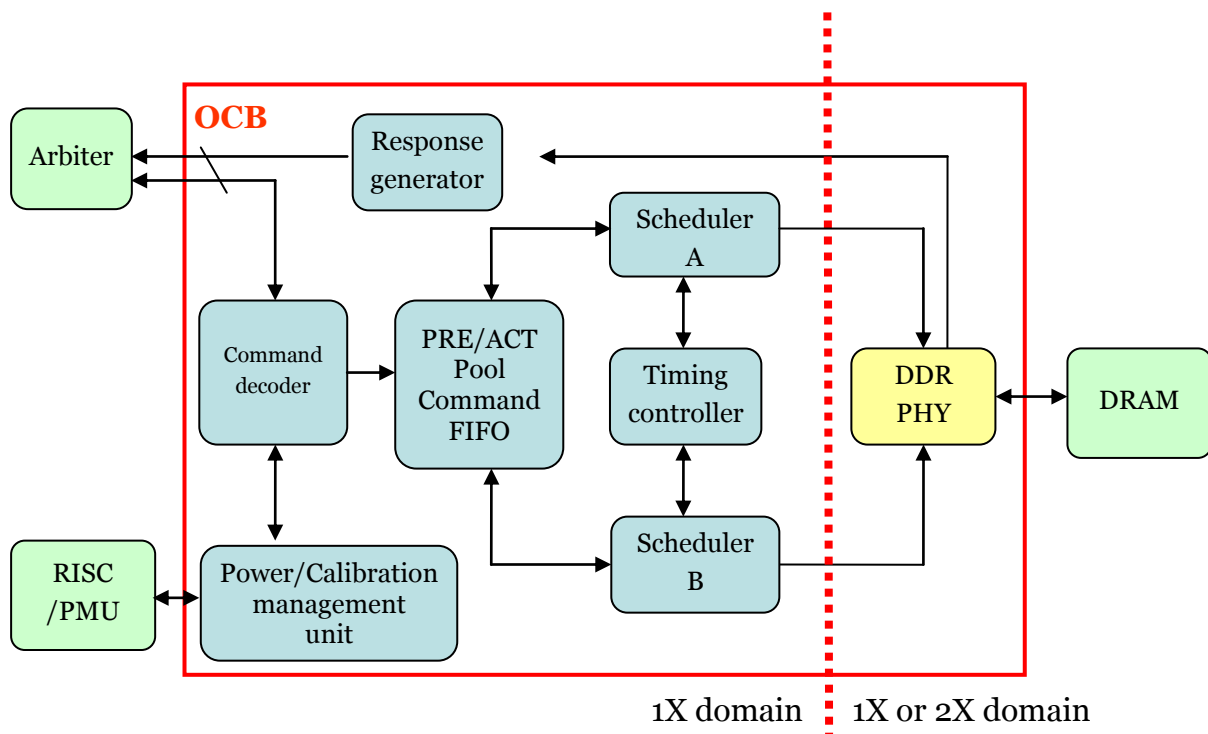 OCB
Arbiter
Response
generator
Scheduler
A
Command
decoder
PRE/ACT
Pool
Command
FIFO
Timing
controller
DDR
PHY
DRAM
Scheduler
B
RISC
/PMU
Power/Calibration
management
unit
1X domain
1X or 2X domain